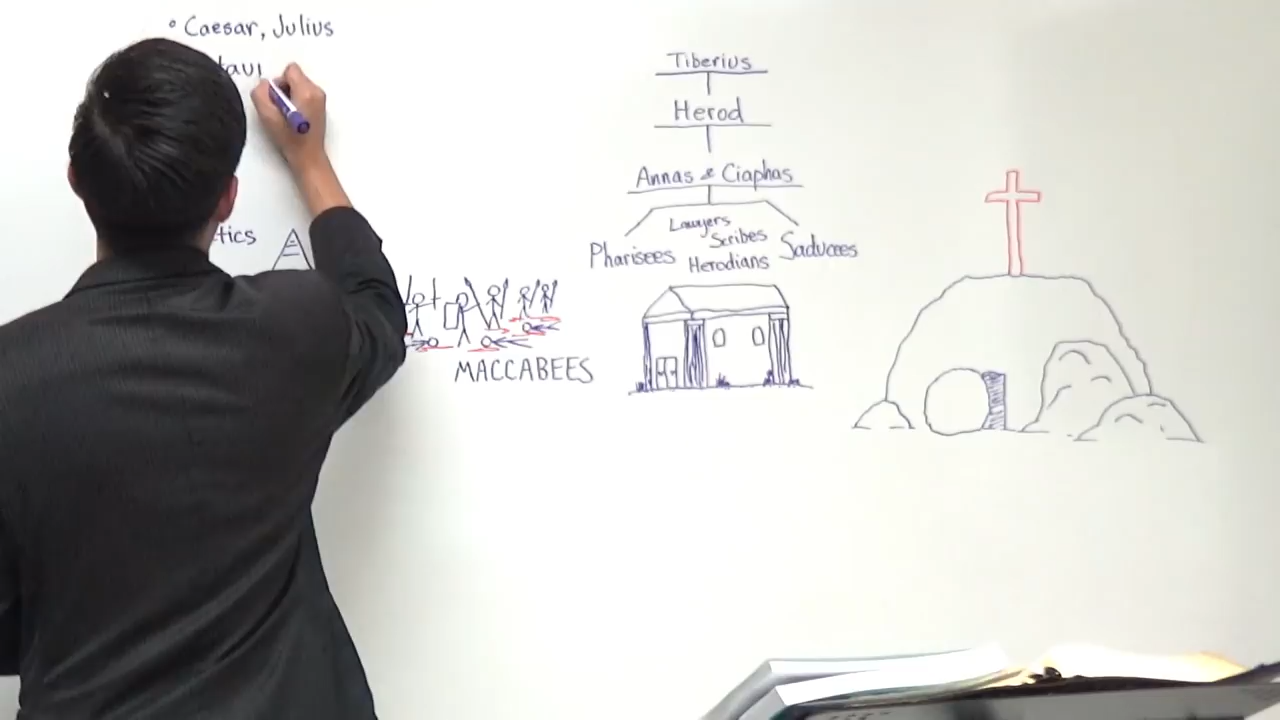 Caesar, Julius
Tiberius
Herod
Annas & Ciaphas
Lawyers
Scribes
Pharisees
Saducees
Herodians
MACCABEES